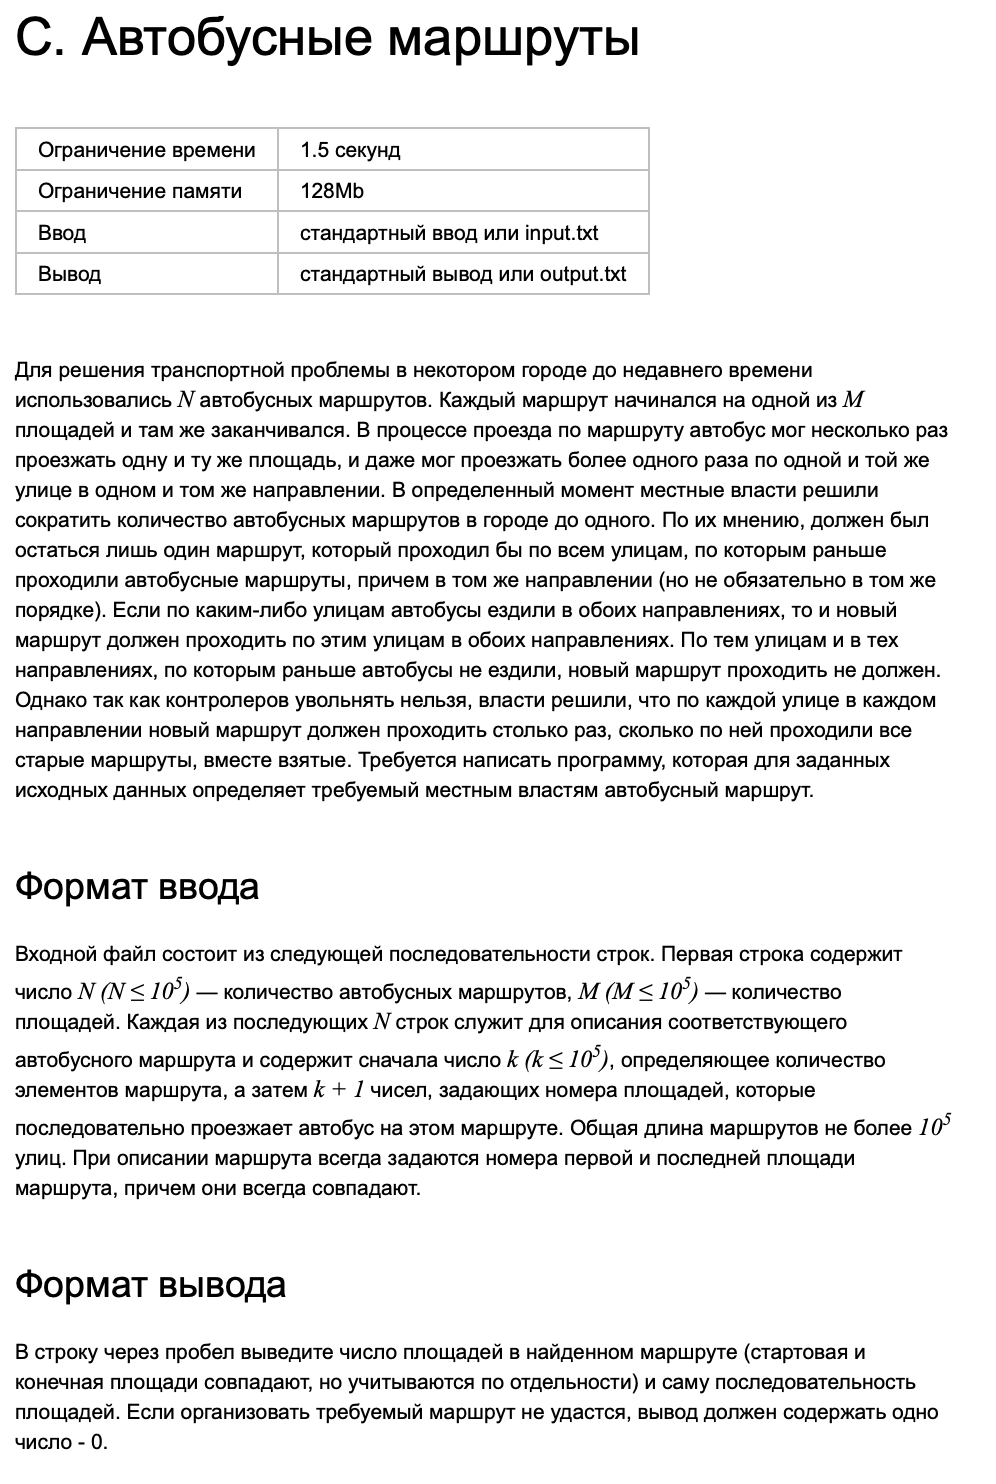 C. Автобусные маршруты
Ограничение времени 1.5 секунд
Ограничение памяти 128Mb
Ввод стандартный ввод или input.txt
Вывод стандартный вывод или output.txt
Для решения транспортной проблемы в некотором городе до недавнего времени
использовались N автобусных маршрутов. Каждый маршрут начинался на одной из M
площадей и там же заканчивался. В процессе проезда по маршруту автобус мог несколько раз
проезжать одну и ту же площадь, и даже мог проезжать более одного раза по одной и той же
улице в одном и том же направлении. В определенный момент местные власти решили
сократить количество автобусных маршрутов в городе до одного. По их мнению, должен был
остаться лишь один маршрут, который проходил бы по всем улицам, по которым раньше
проходили автобусные маршруты, причем в том же направлении (но не обязательно в том же
порядке). Если по каким-либо улицам автобусы ездили в обоих направлениях, то и новый
маршрут должен проходить по этим улицам в обоих направлениях. По тем улицам и в тех
направлениях, по которым раньше автобусы не ездили, новый маршрут проходить не должен.
Однако так как контролеров увольнять нельзя, власти решили, что по каждой улице в каждом
направлении новый маршрут должен проходить столько раз, сколько по ней проходили все
старые маршруты, вместе взятые. Требуется написать программу, которая для заданных
исходных данных определяет требуемый местным властям автобусный маршрут.
Формат ввода
Входной файл состоит из следующей последовательности строк. Первая строка содержит
число N (N ≤ 10⁵) — количество автобусных маршрутов, M (M ≤ 10⁵) — количество
площадей. Каждая из последующих N строк служит для описания соответствующего
автобусного маршрута и содержит сначала число k (k ≤ 10⁵), определяющее количество
элементов маршрута, а затем k + 1 чисел, задающих номера площадей, которые
последовательно проезжает автобус на этом маршруте. Общая длина маршрутов не более 10⁵
улиц. При описании маршрута всегда задаются номера первой и последней площади
маршрута, причем они всегда совпадают.
Формат вывода
В строку через пробел выведите число площадей в найденном маршруте (стартовая и
конечная площади совпадают, но учитываются по отдельности) и саму последовательность
площадей. Если организовать требуемый маршрут не удастся, вывод должен содержать одно
число - 0.